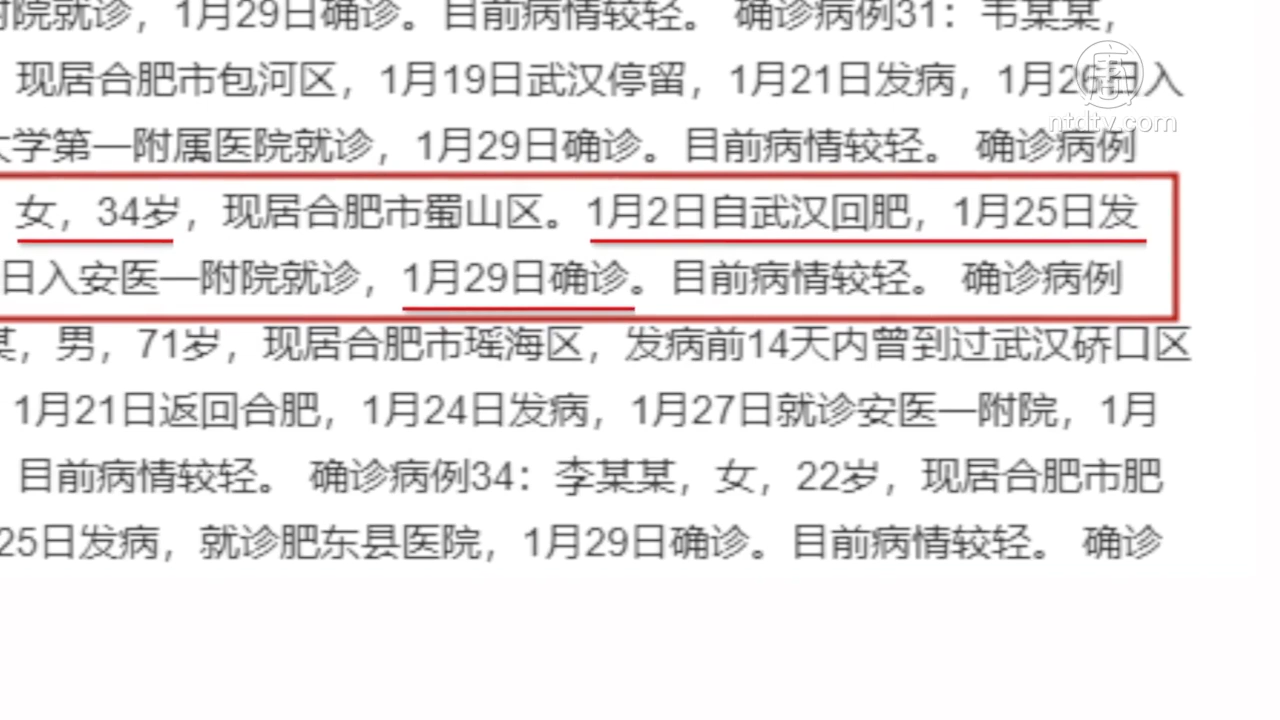 附院就诊，1月29日确诊。目前病情较轻。 确诊病例31：韦某某，
现居合肥市包河区，1月19日武汉停留，1月21日发病，1月26日入
大学第一附属医院就诊，1月29日确诊。目前病情较轻。 确诊病例
女，34岁，现居合肥市蜀山区。1月2日自武汉回肥，1月25日发
日入安医一附院就诊，1月29日确诊。目前病情较轻。 确诊病例
某，男，71岁，现居合肥市瑶海区，发病前14天内曾到过武汉硚口区
1月21日返回合肥，1月24日发病，1月27日就诊安医一附院，1月
目前病情较轻。 确诊病例34：李某某，女，22岁，现居合肥市肥
25日发病，就诊肥东县医院，1月29日确诊。目前病情较轻。 确诊
唐
ntdtv.com